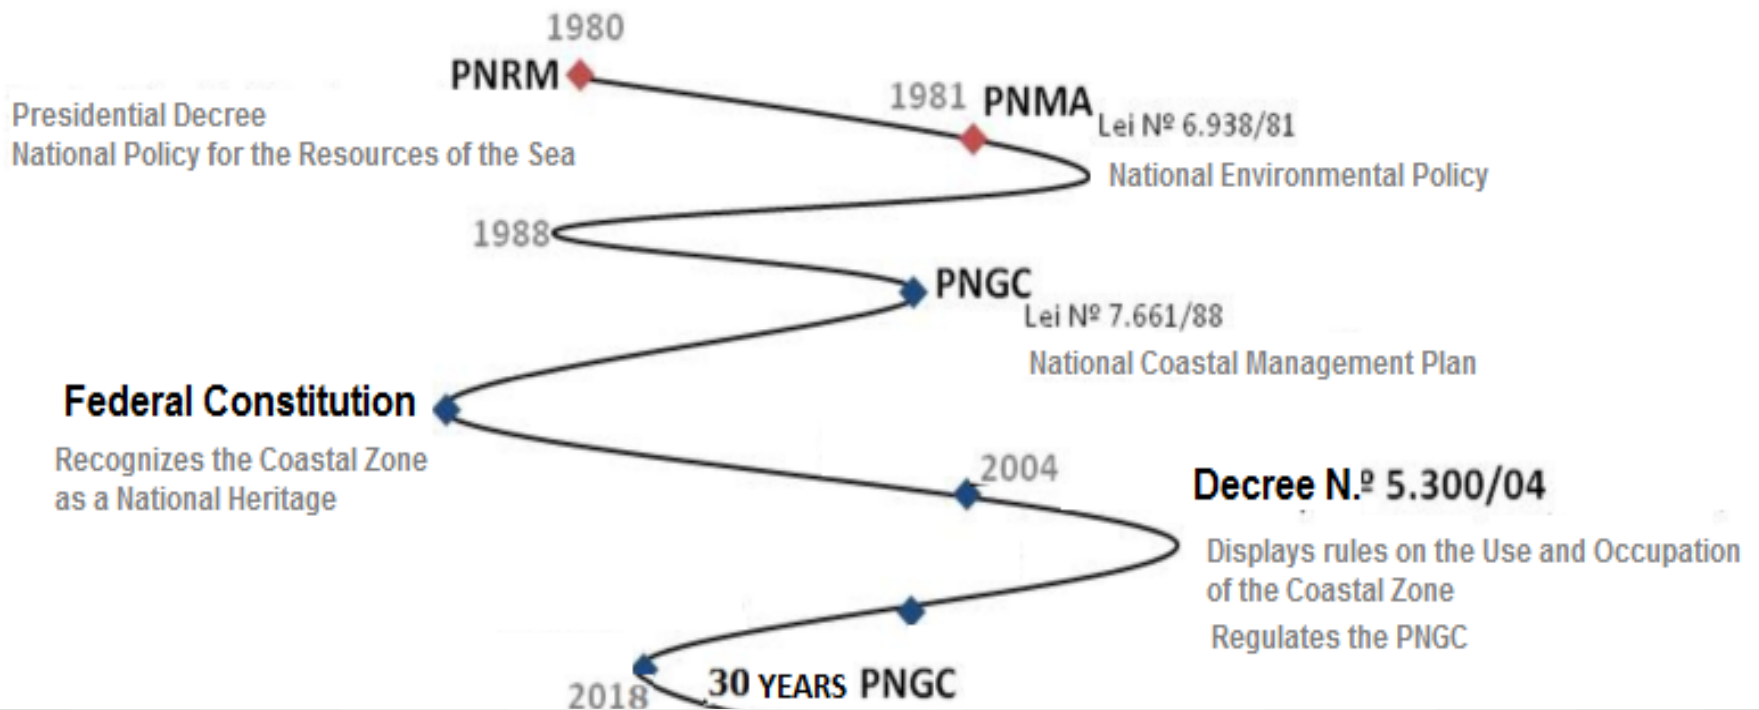 1980
PNRM
Presidential Decree
National Policy for the Resources of the Sea
1981 PNMA
Lei Nº 6.938/81
National Environmental Policy
1988
PNGC
Lei Nº 7.661/88
National Coastal Management Plan
Federal Constitution
Recognizes the Coastal Zone
as a National Heritage
2004
Decree N.º 5.300/04
Displays rules on the Use and Occupation
of the Coastal Zone
Regulates the PNGC
2018
30 YEARS PNGC